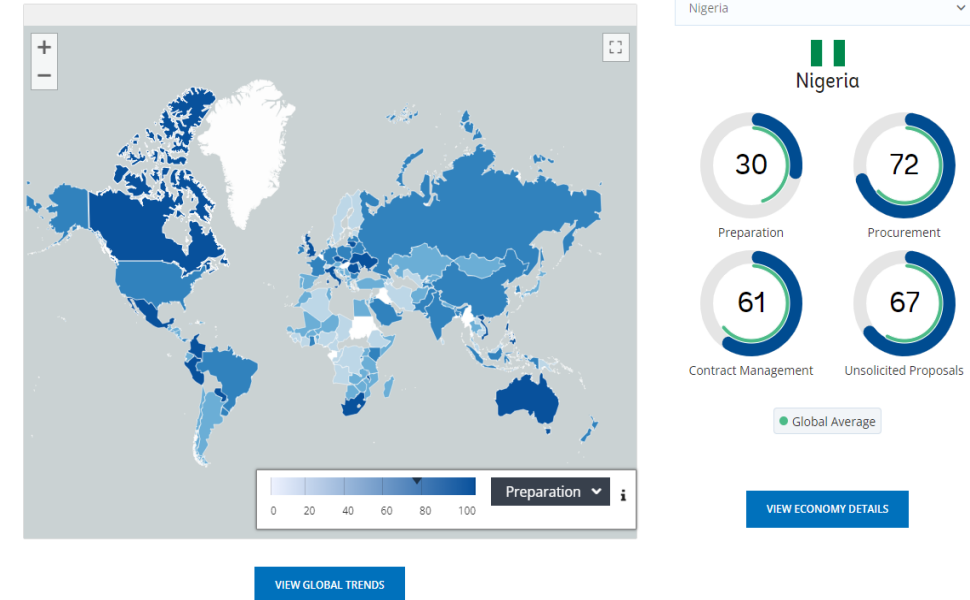 Nigeria
+
−
Nigeria
30
72
Preparation
Procurement
61
67
Contract Management
Unsolicited Proposals
Global Average
0 20 40 60 80 100
Preparation
i
VIEW ECONOMY DETAILS
VIEW GLOBAL TRENDS